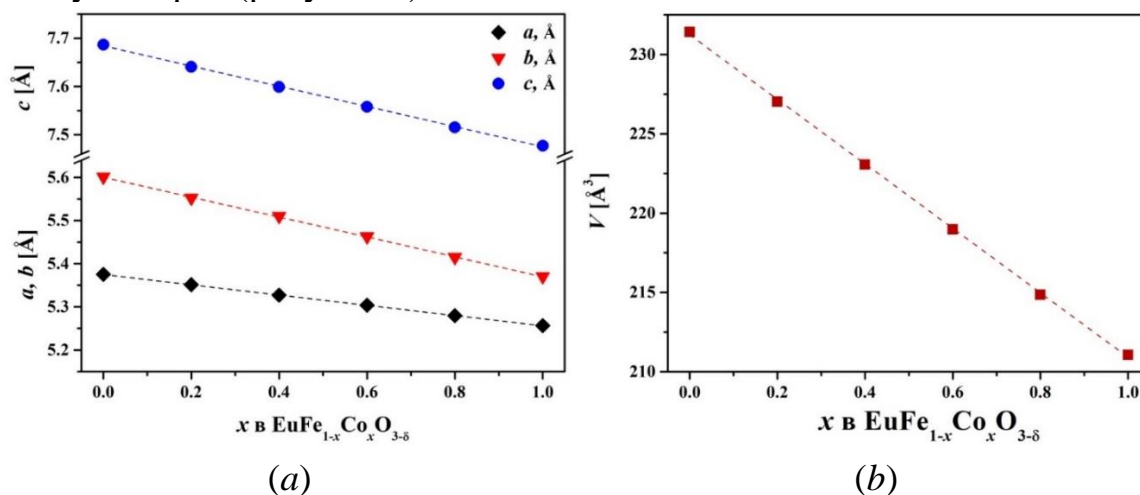 a, Å
b, Å
c, Å
c [Å]
7.7
7.6
7.5
a, b [Å]
5.6
5.5
5.4
5.3
5.2
0.0 0.2 0.4 0.6 0.8 1.0
x в EuFe₁₋ₓCoₓO₃₋δ
(a)
V [Å³]
230
225
220
215
210
0.0 0.2 0.4 0.6 0.8 1.0
x в EuFe₁₋ₓCoₓO₃₋δ
(b)